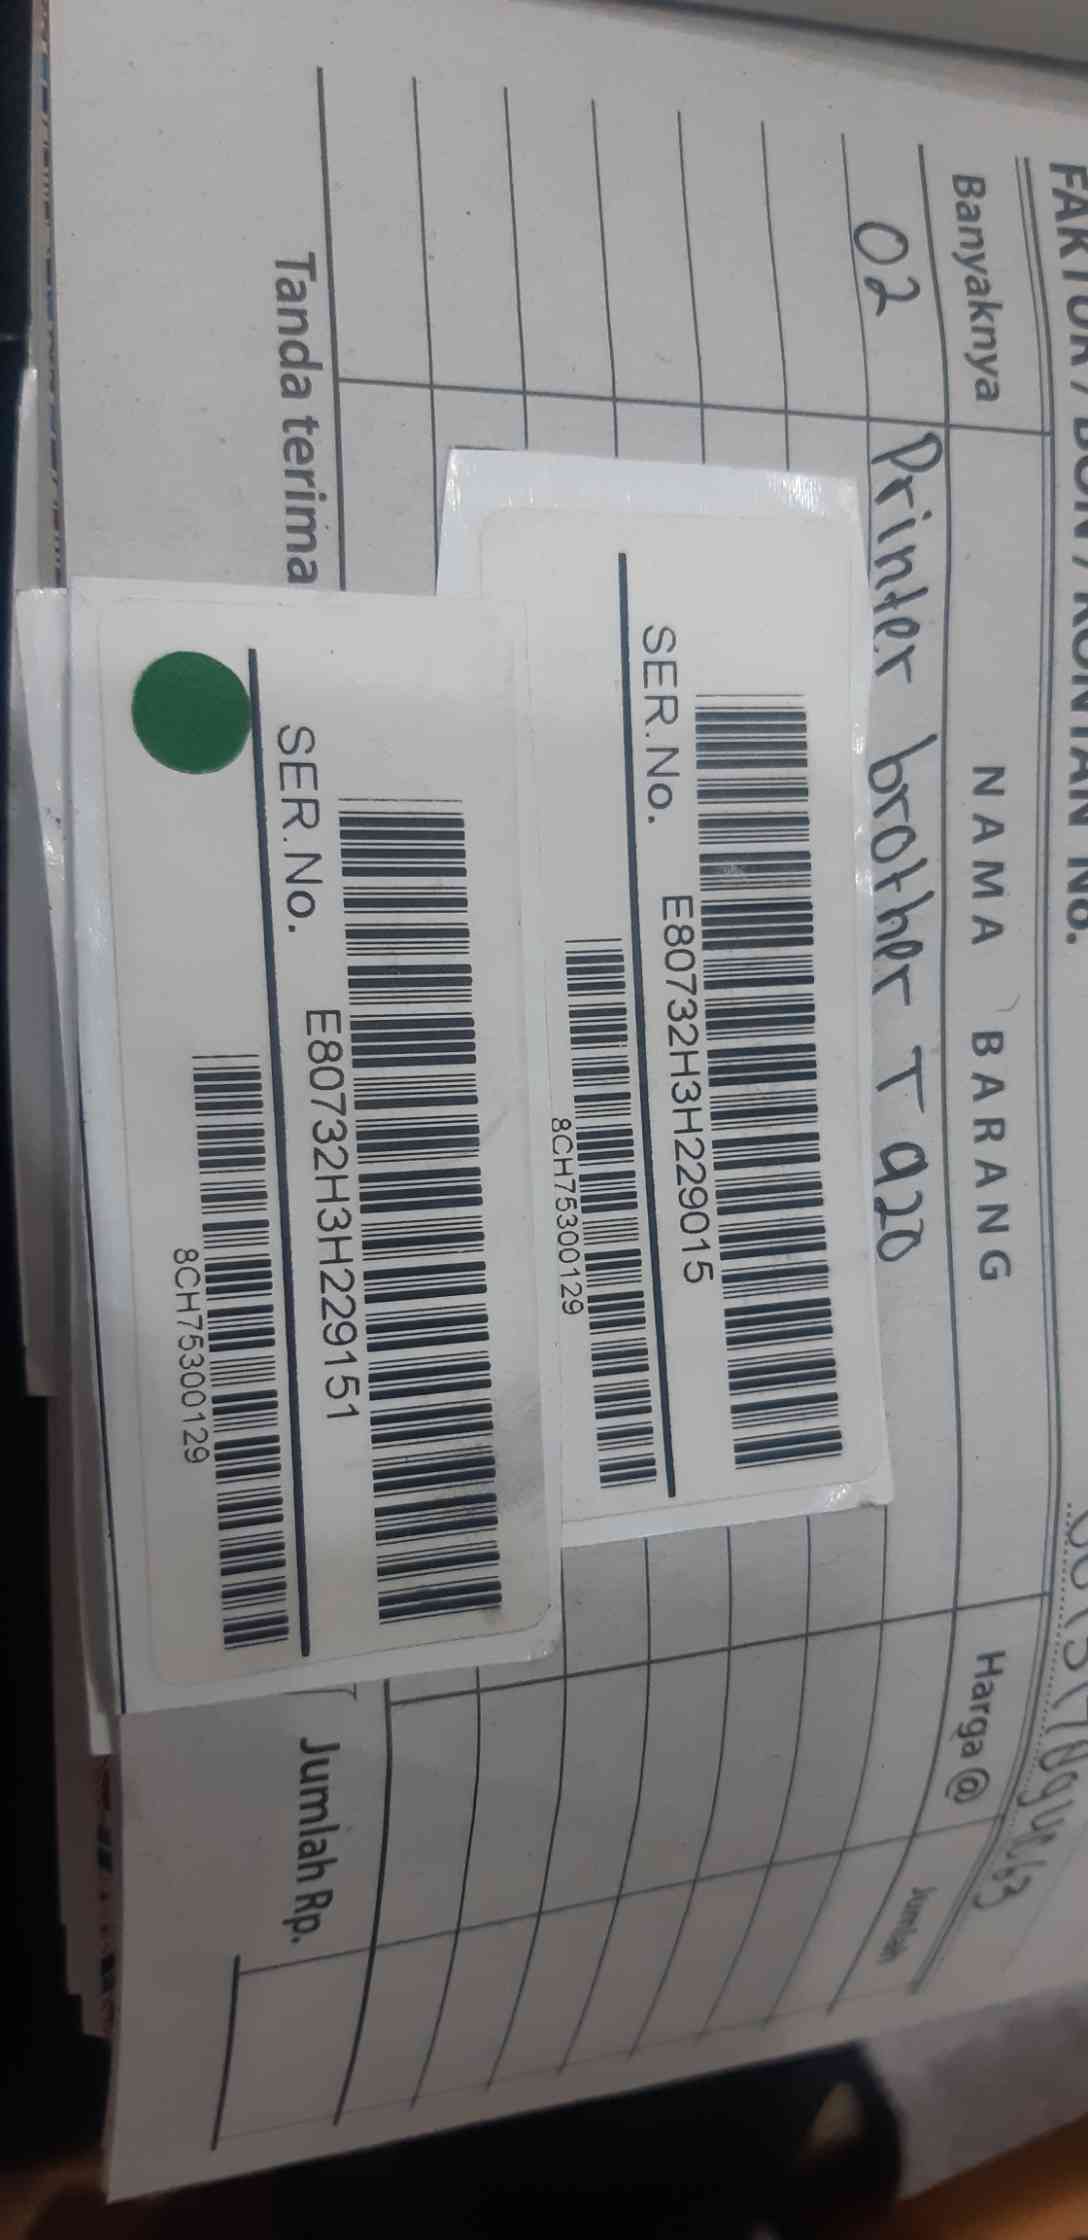 FAKTUR / BON / KONTAN No.
Banyaknya NAMA BARANG Harga @ Jumlah
02 Printer brother T 920
SER.No. E80732H3H229015
8CH75300129
SER.No. E80732H3H229151
8CH75300129
Tanda terima Jumlah Rp.